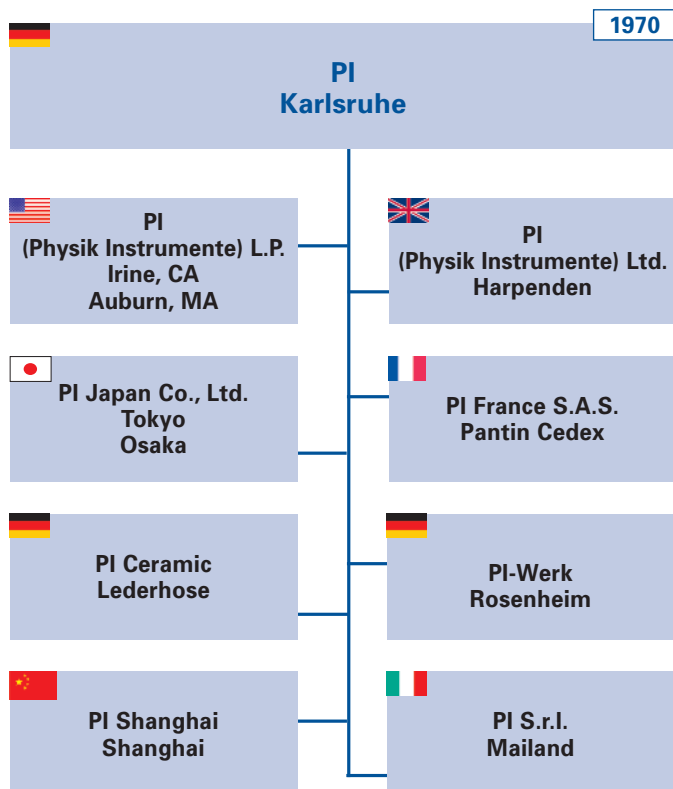 1970
PI
Karlsruhe
PI
(Physik Instrumente) L.P.
Irine, CA
Auburn, MA
PI
(Physik Instrumente) Ltd.
Harpenden
PI Japan Co., Ltd.
Tokyo
Osaka
PI France S.A.S.
Pantin Cedex
PI Ceramic
Lederhose
PI-Werk
Rosenheim
PI Shanghai
Shanghai
PI S.r.l.
Mailand